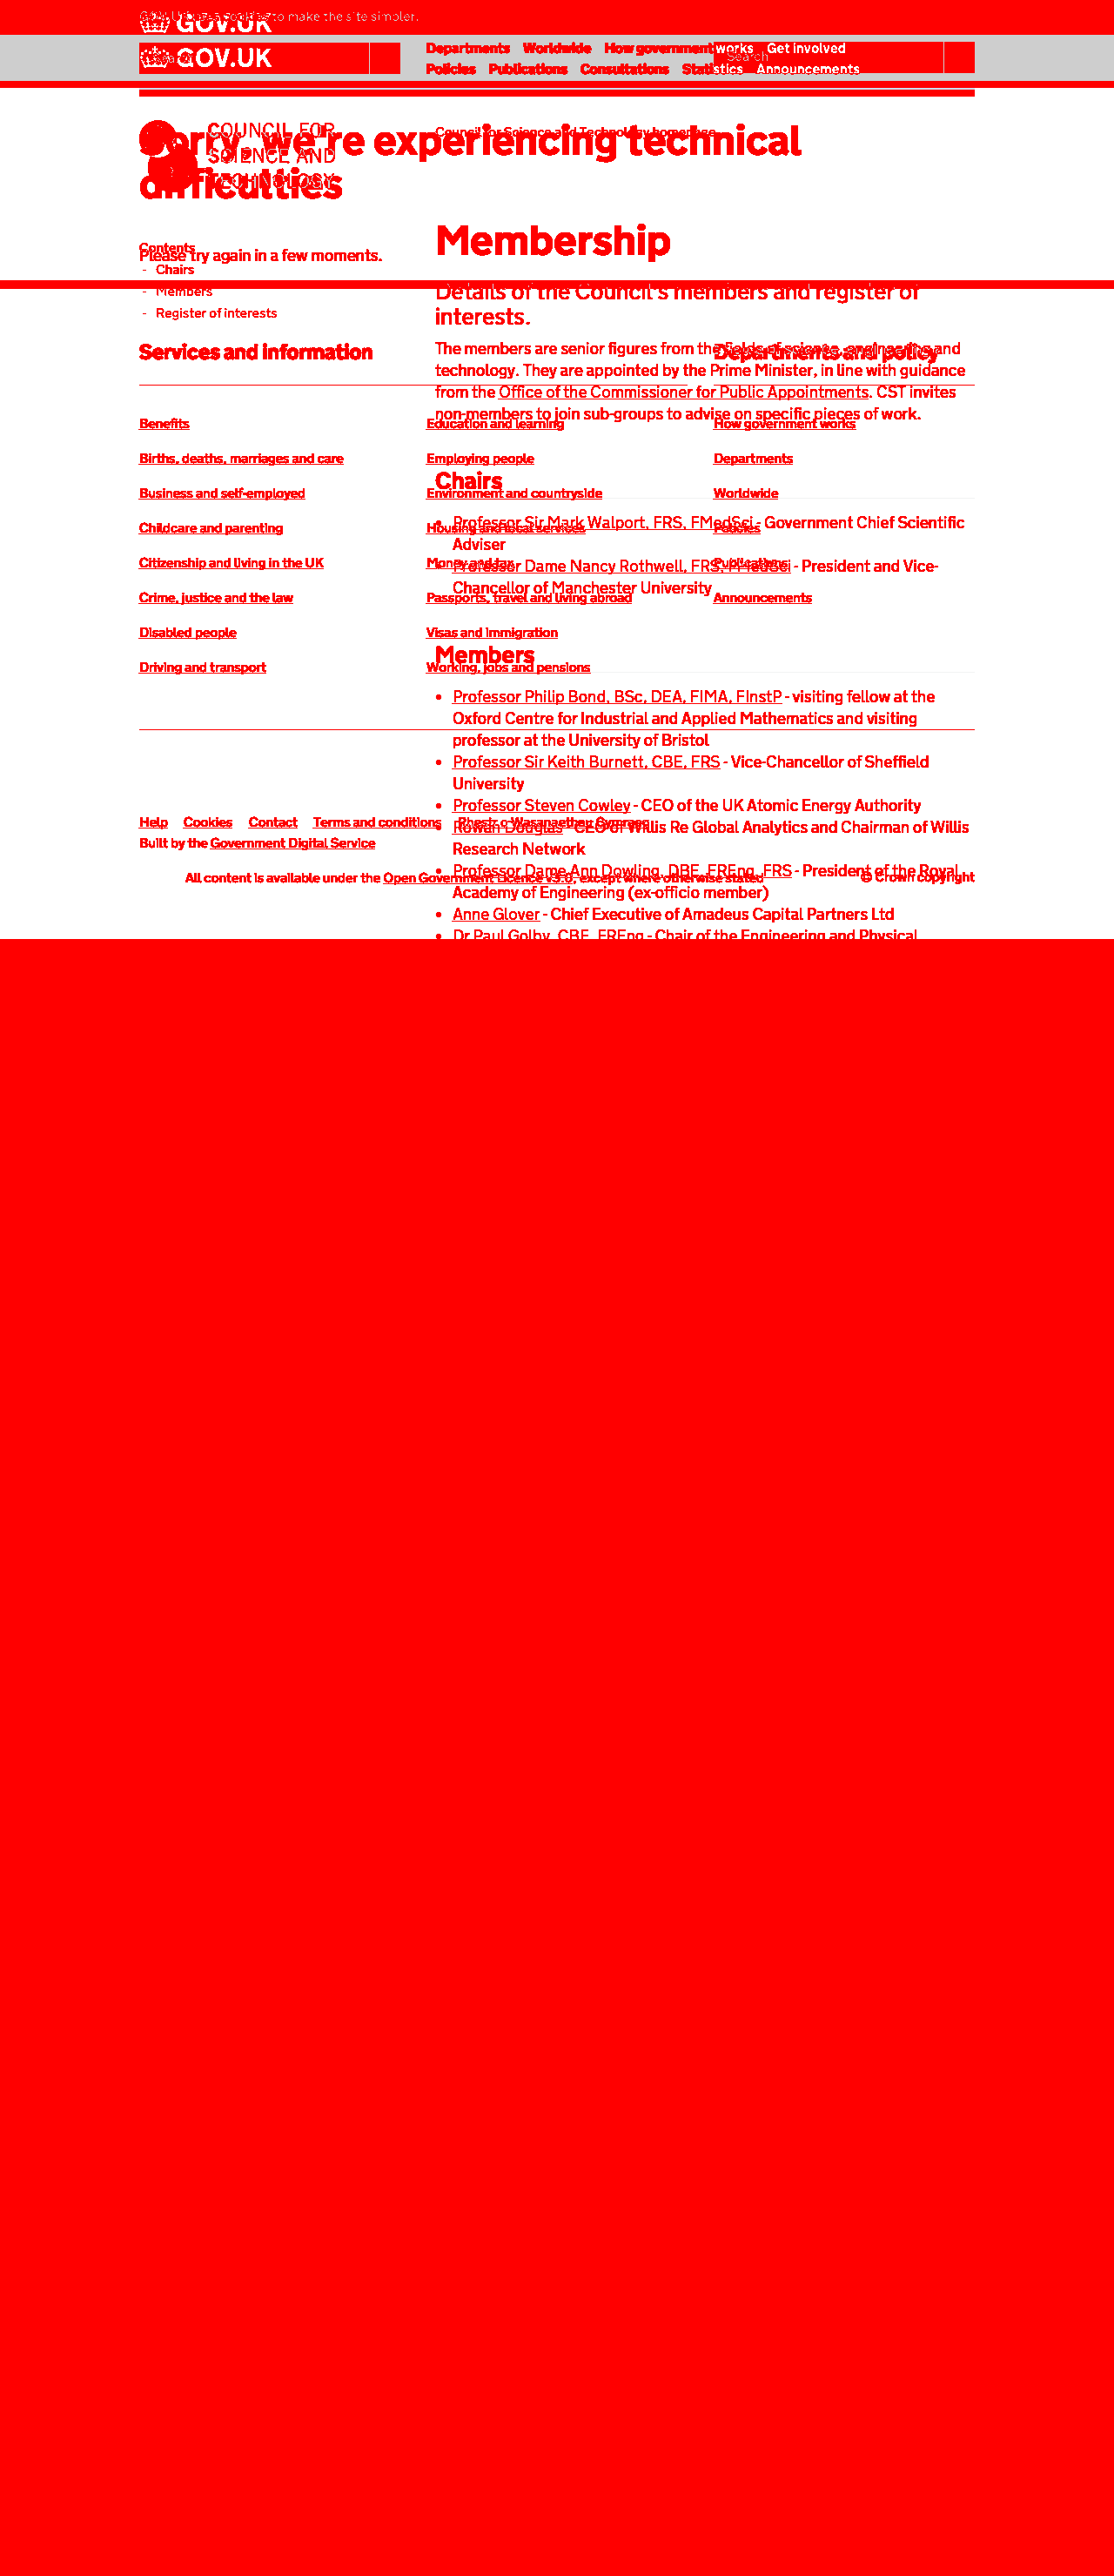 GOV.UK uses cookies to make the site simpler.
GOV.UK
GOV.UK
Search
Departments Worldwide How government works Get involved
Policies Publications Consultations Statistics Announcements
Search
COUNCIL FOR
SCIENCE AND
TECHNOLOGY
Council for Science and Technology homepage
Sorry, we're experiencing technical
difficulties
Membership
Contents
Please try again in a few moments.
- Chairs
- Members
- Register of interests
Details of the Council's members and register of
interests.
Services and information
Departments and policy
The members are senior figures from the fields of science, engineering and
technology. They are appointed by the Prime Minister, in line with guidance
from the Office of the Commissioner for Public Appointments. CST invites
non-members to join sub-groups to advise on specific pieces of work.
Benefits
Births, deaths, marriages and care
Business and self-employed
Childcare and parenting
Citizenship and living in the UK
Crime, justice and the law
Disabled people
Driving and transport
Education and learning
Employing people
Environment and countryside
Housing and local services
Money and tax
Passports, travel and living abroad
Visas and immigration
Working, jobs and pensions
How government works
Departments
Worldwide
Policies
Publications
Announcements
Chairs
• Professor Sir Mark Walport, FRS, FMedSci - Government Chief Scientific
Adviser
• Professor Dame Nancy Rothwell, FRS, FMedSci - President and Vice-
Chancellor of Manchester University
Members
• Professor Philip Bond, BSc, DEA, FIMA, FInstP - visiting fellow at the
Oxford Centre for Industrial and Applied Mathematics and visiting
professor at the University of Bristol
• Professor Sir Keith Burnett, CBE, FRS - Vice-Chancellor of Sheffield
University
• Professor Steven Cowley - CEO of the UK Atomic Energy Authority
• Rowan Douglas - CEO of Willis Re Global Analytics and Chairman of Willis
Research Network
• Professor Dame Ann Dowling, DBE, FREng, FRS - President of the Royal
Academy of Engineering (ex-officio member)
• Anne Glover - Chief Executive of Amadeus Capital Partners Ltd
• Dr Paul Golby, CBE, FREng - Chair of the Engineering and Physical
Help Cookies Contact Terms and conditions Rhestr o Wasanaethau Cymraeg
Built by the Government Digital Service
All content is available under the Open Government Licence v3.0, except where otherwise stated
© Crown copyright